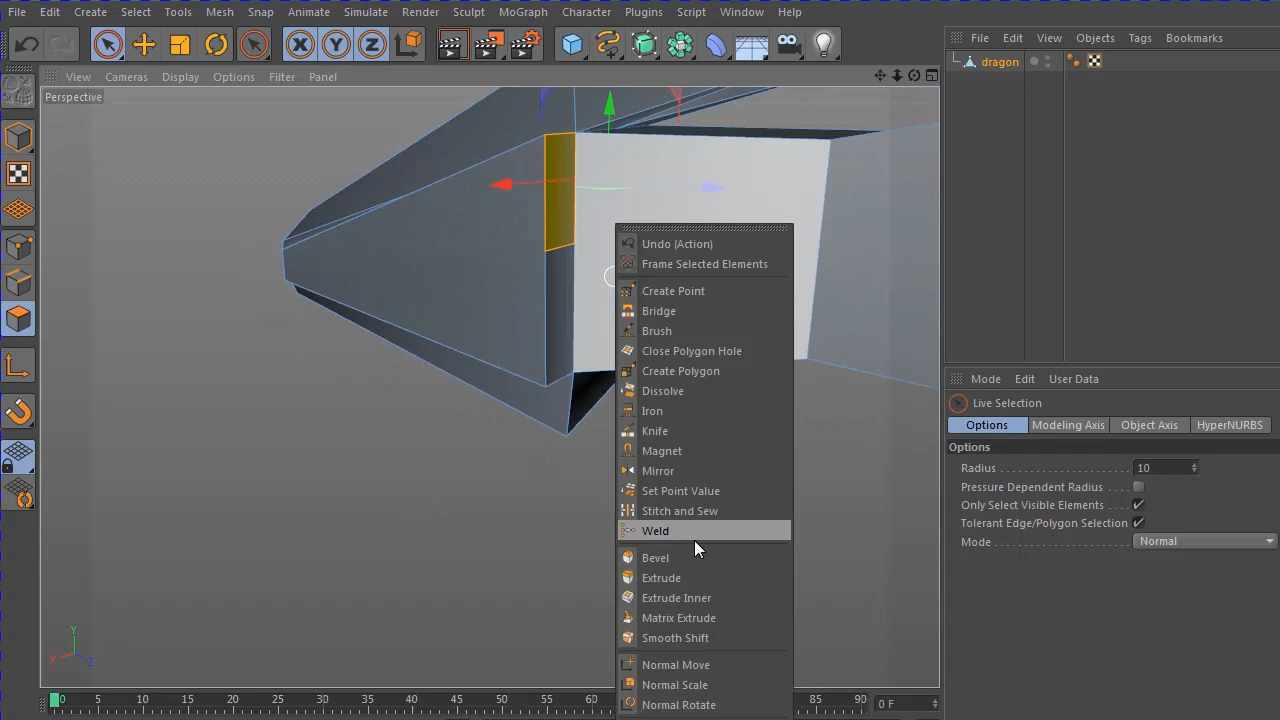 File Edit Create Select Tools Mesh Snap Animate Simulate Render Sculpt MoGraph Character Plugins Script Window Help
X Y Z
View Cameras Display Options Filter Panel
Perspective
Undo (Action)
Frame Selected Elements
Create Point
Bridge
Brush
Close Polygon Hole
Create Polygon
Dissolve
Iron
Knife
Magnet
Mirror
Set Point Value
Stitch and Sew
Weld
Bevel
Extrude
Extrude Inner
Matrix Extrude
Smooth Shift
Normal Move
Normal Scale
Normal Rotate
Y
X Z
0 5 10 15 20 25 30 35 40 45 50 55 60 85 90 0 F
File Edit View Objects Tags Bookmarks
dragon
Mode Edit User Data
Live Selection
Options Modeling Axis Object Axis HyperNURBS
Options
Radius . . . . . . . . . . . . . . . . . . . . . . 10
Pressure Dependent Radius . . . .
Only Select Visible Elements . . . .
Tolerant Edge/Polygon Selection
Mode . . . . . . . . . . . . . . . . . . . . . . . Normal